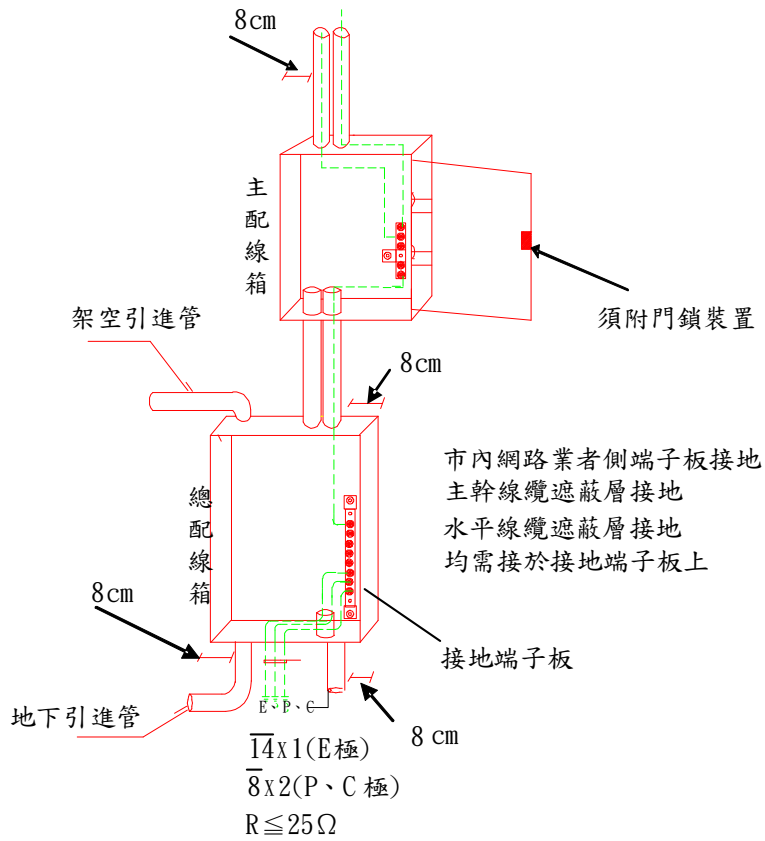 8cm
主配線箱
須附門鎖裝置
架空引進管
8cm
市內網路業者側端子板接地
主幹線纜遮蔽層接地
水平線纜遮蔽層接地
均需接於接地端子板上
總配線箱
8cm
接地端子板
地下引進管
E、P、C
8cm
14x1(E極)
8x2(P、C極)
R≦25Ω